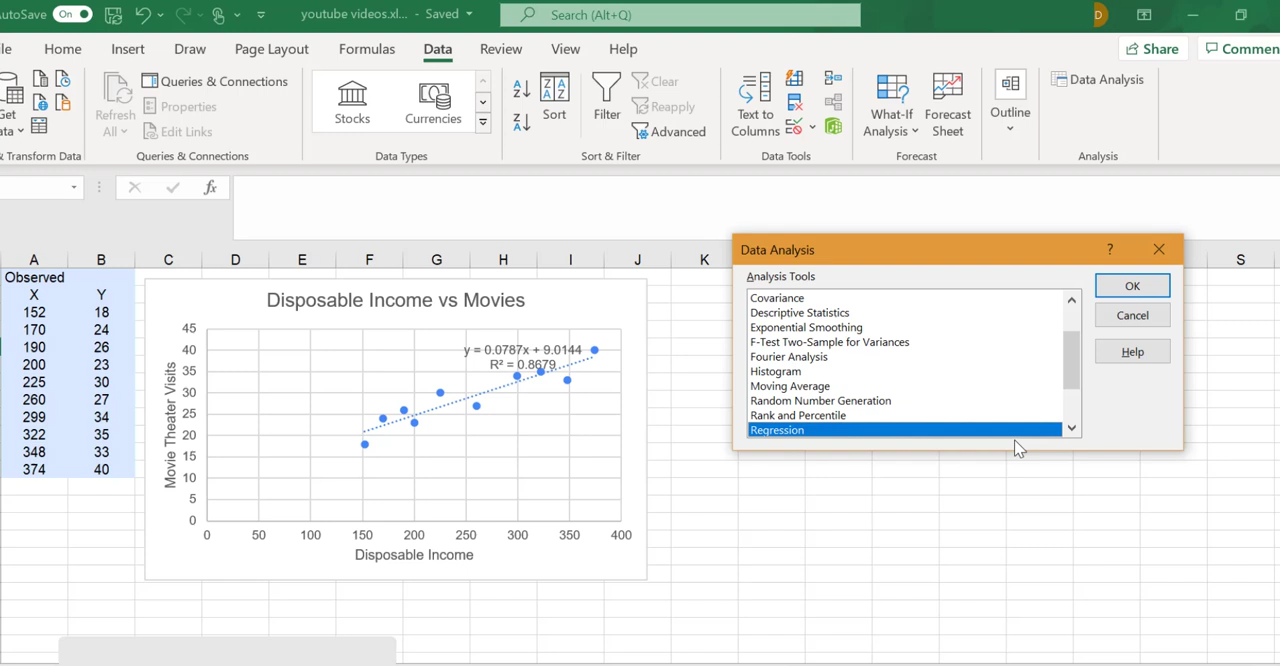 AutoSave On youtube videos.xl... - Saved Search (Alt+Q) D
le Home Insert Draw Page Layout Formulas Data Review View Help Share Commen
Get Data
Refresh All
Queries & Connections
Properties
Edit Links
Stocks Currencies
Sort
Filter
Clear
Reapply
Advanced
Text to Columns
What-If Analysis
Forecast Sheet
Outline
Data Analysis
& Transform Data Queries & Connections Data Types Sort & Filter Data Tools Forecast Analysis
fx
A B C D E F G H I J K S
Observed
X Y
152 18
170 24
190 26
200 23
225 30
260 27
299 34
322 35
348 33
374 40
Disposable Income vs Movies
y = 0.0787x + 9.0144
R² = 0.8679
Movie Theater Visits
45
40
35
30
25
20
15
10
5
0
0 50 100 150 200 250 300 350 400
Disposable Income
Data Analysis ?
Analysis Tools
Covariance
Descriptive Statistics
Exponential Smoothing
F-Test Two-Sample for Variances
Fourier Analysis
Histogram
Moving Average
Random Number Generation
Rank and Percentile
Regression
OK
Cancel
Help